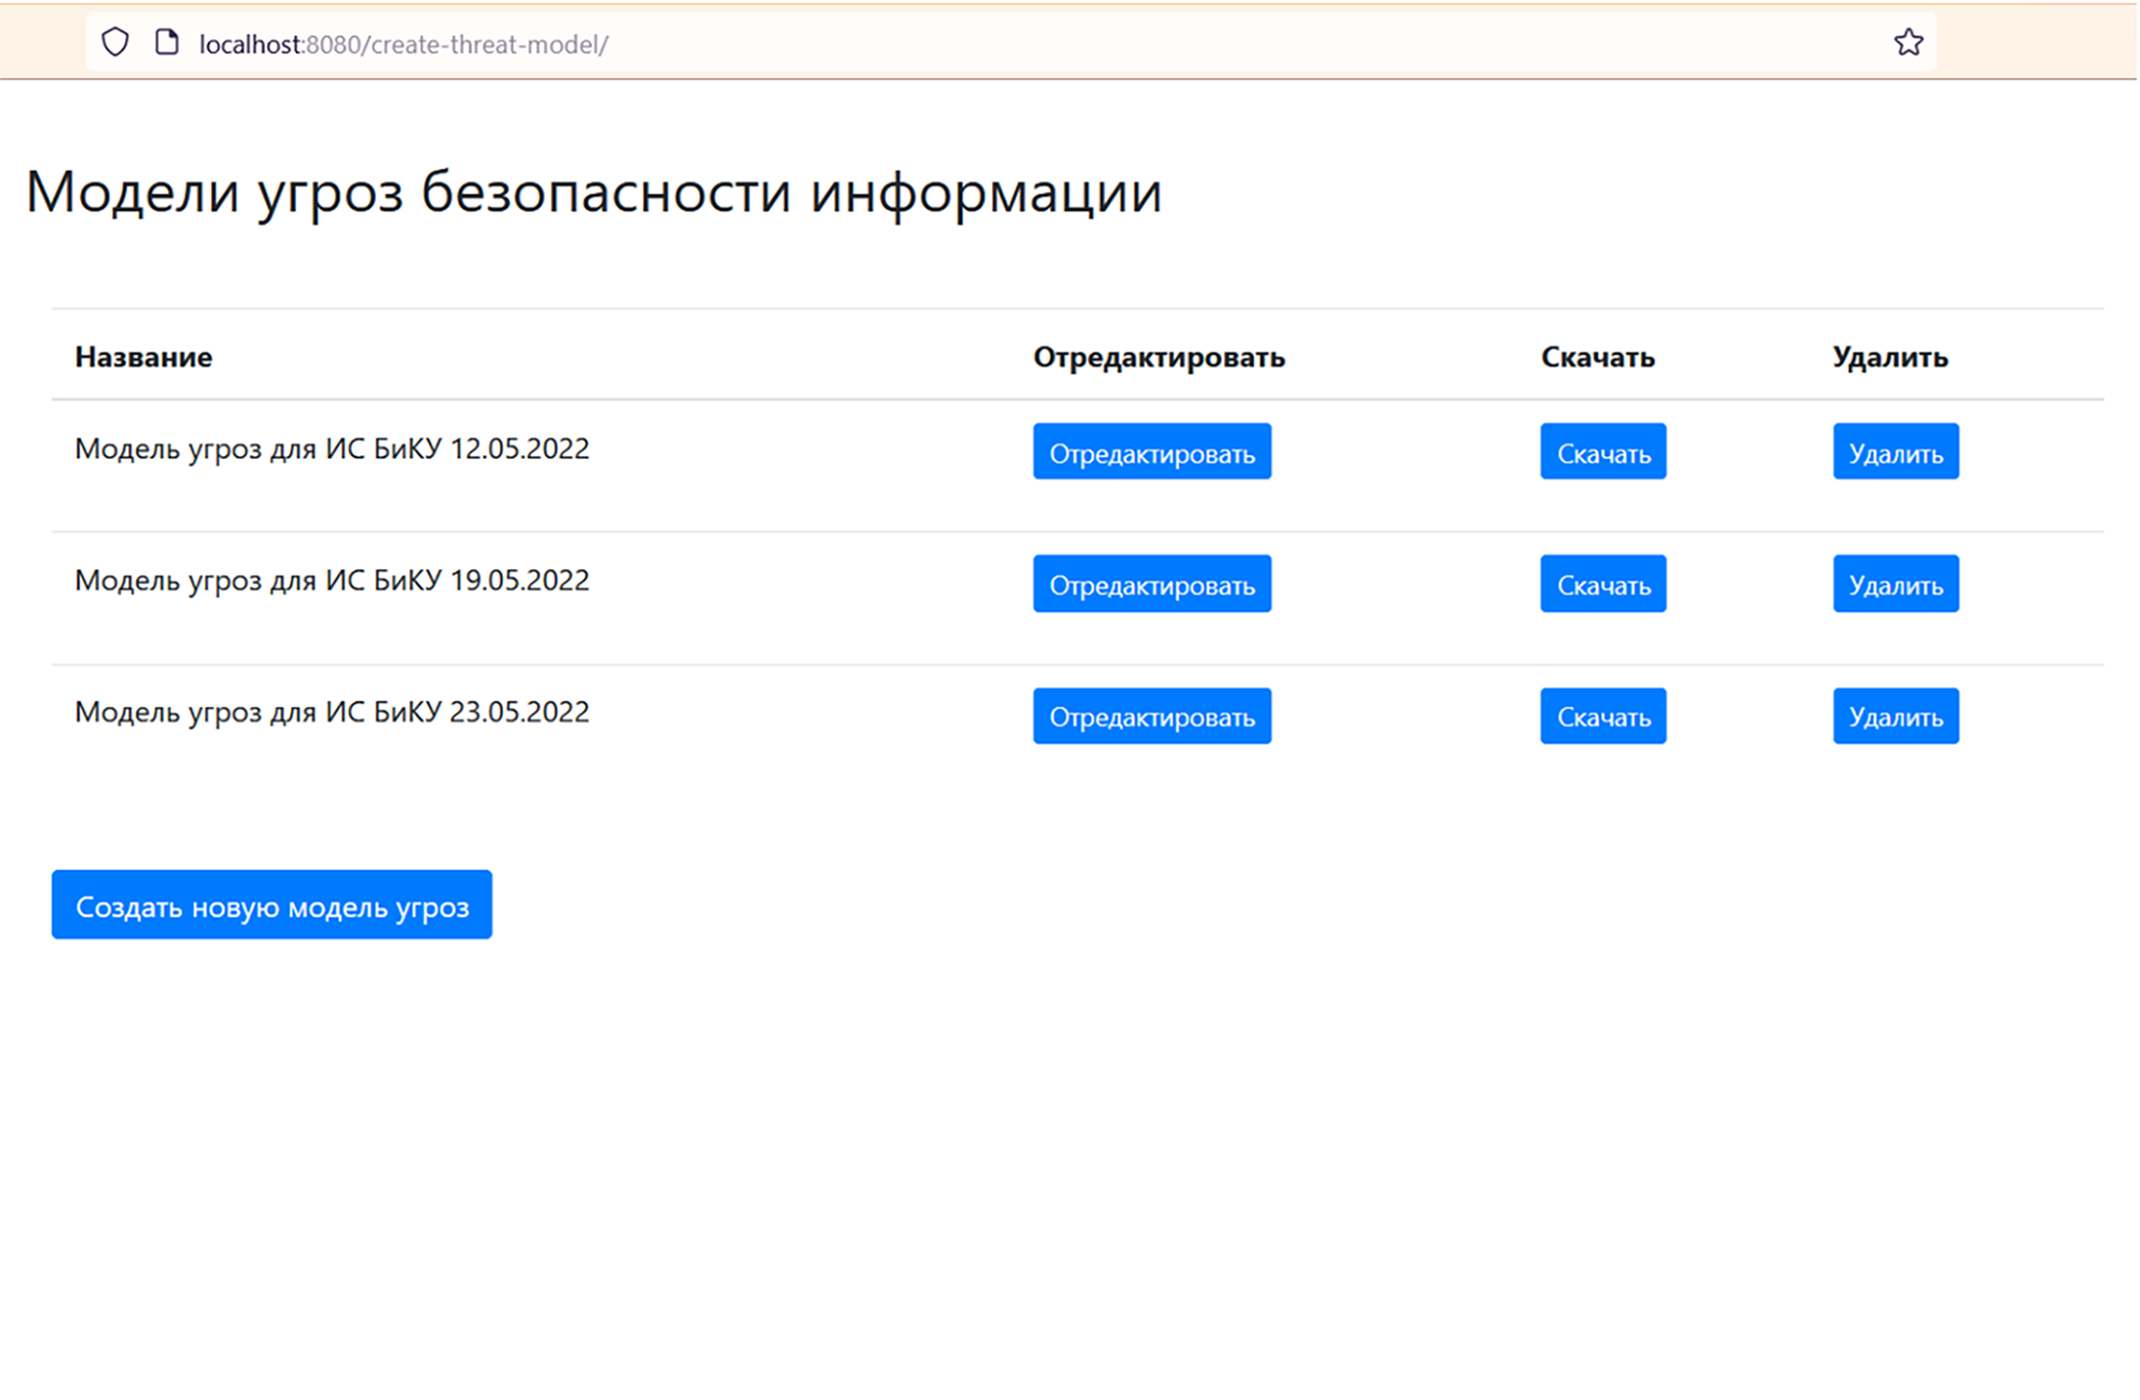 localhost:8080/create-threat-model/
Модели угроз безопасности информации
Название Отредактировать Скачать Удалить
Модель угроз для ИС БиКУ 12.05.2022 Отредактировать Скачать Удалить
Модель угроз для ИС БиКУ 19.05.2022 Отредактировать Скачать Удалить
Модель угроз для ИС БиКУ 23.05.2022 Отредактировать Скачать Удалить
Создать новую модель угроз